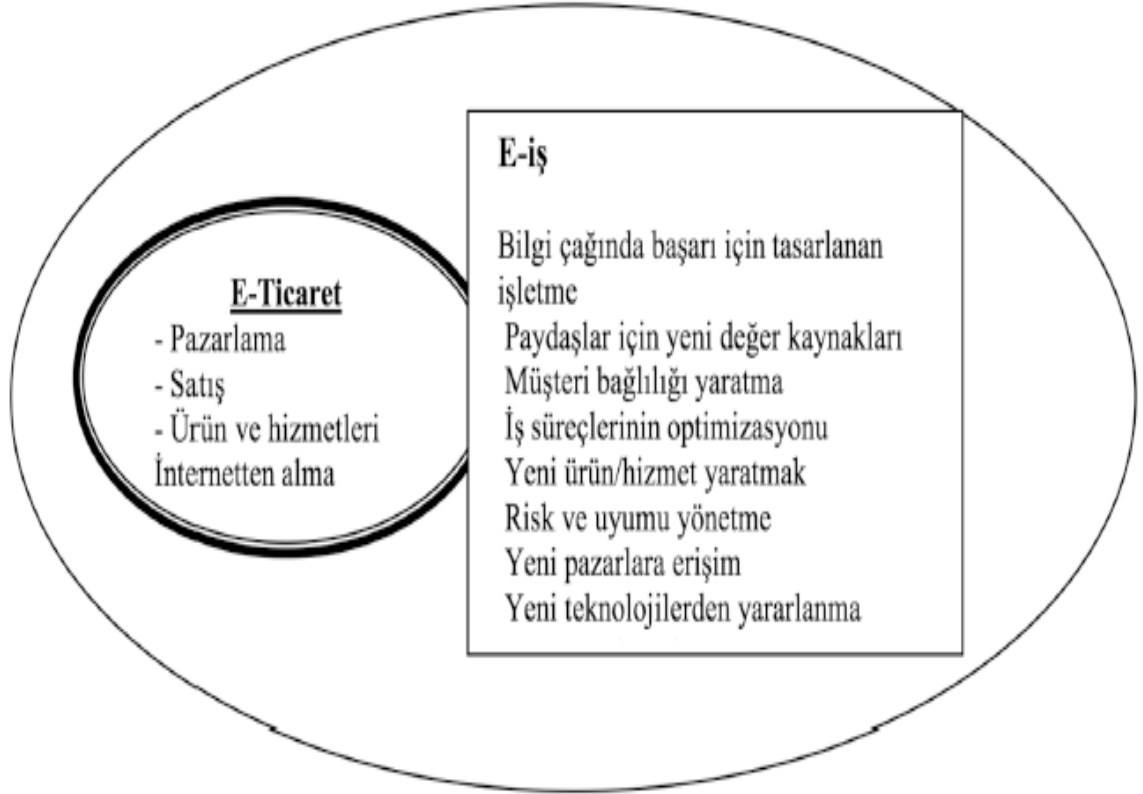 E-Ticaret
- Pazarlama
- Satış
- Ürün ve hizmetleri
İnternetten alma
E-iş
Bilgi çağında başarı için tasarlanan
işletme
Paydaşlar için yeni değer kaynakları
Müşteri bağlılığı yaratma
İş süreçlerinin optimizasyonu
Yeni ürün/hizmet yaratmak
Risk ve uyumu yönetme
Yeni pazarlara erişim
Yeni teknolojilerden yararlanma